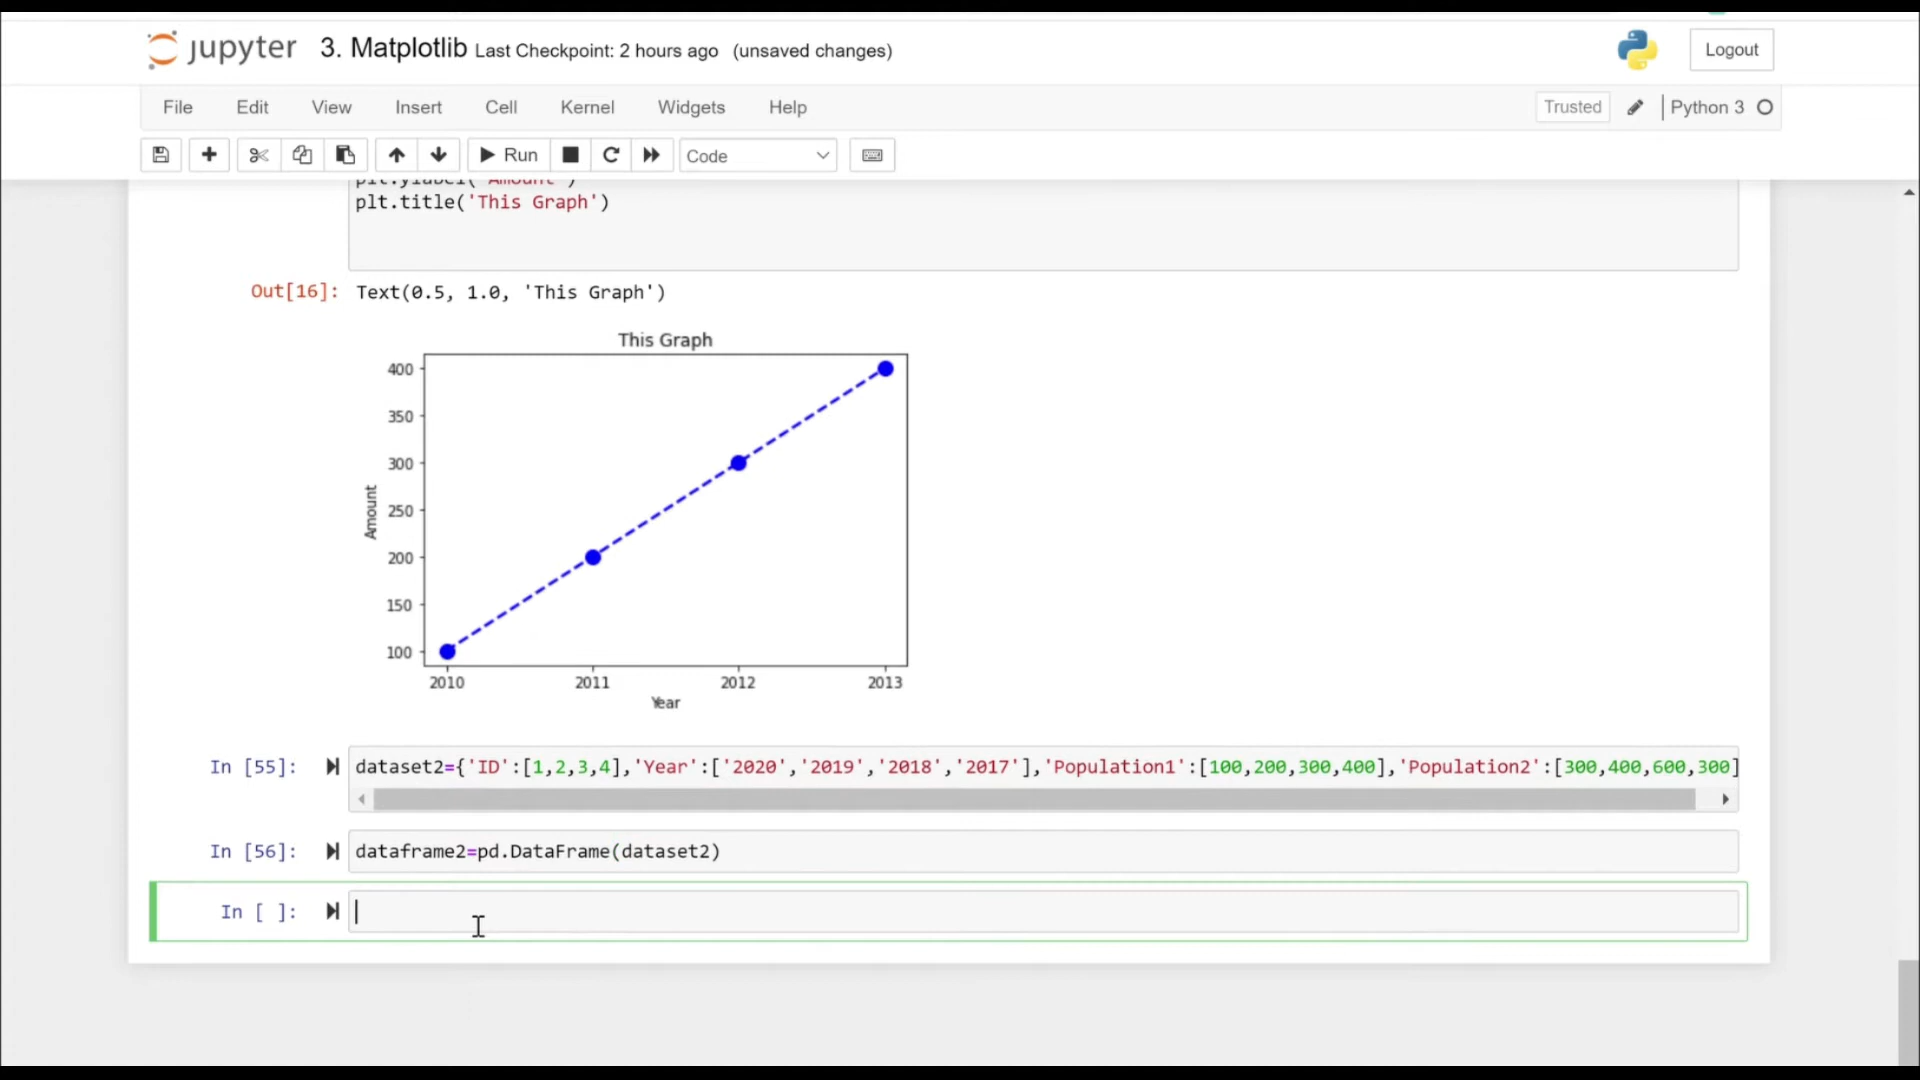 jupyter 3. Matplotlib Last Checkpoint: 2 hours ago (unsaved changes) Logout
File Edit View Insert Cell Kernel Widgets Help Trusted Python 3
Run Code
plt.ylabel('Amount')
plt.title('This Graph')
Out[16]: Text(0.5, 1.0, 'This Graph')
This Graph
400
350
300
250
200
150
100
Amount
2010 2011 2012 2013
Year
In [55]: dataset2={'ID':[1,2,3,4],'Year':['2020','2019','2018','2017'],'Population1':[100,200,300,400],'Population2':[300,400,600,300]
In [56]: dataframe2=pd.DataFrame(dataset2)
In [ ]: